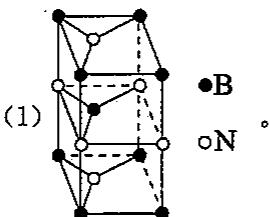 ●B
(1)
○N 。